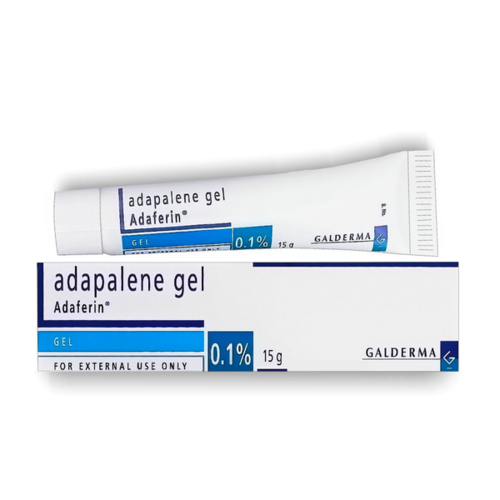 adapalene gel
Adaferin®
GEL
0.1% 15 g
GALDERMA
adapalene gel
Adaferin®
GEL
FOR EXTERNAL USE ONLY
0.1% 15 g
GALDERMA